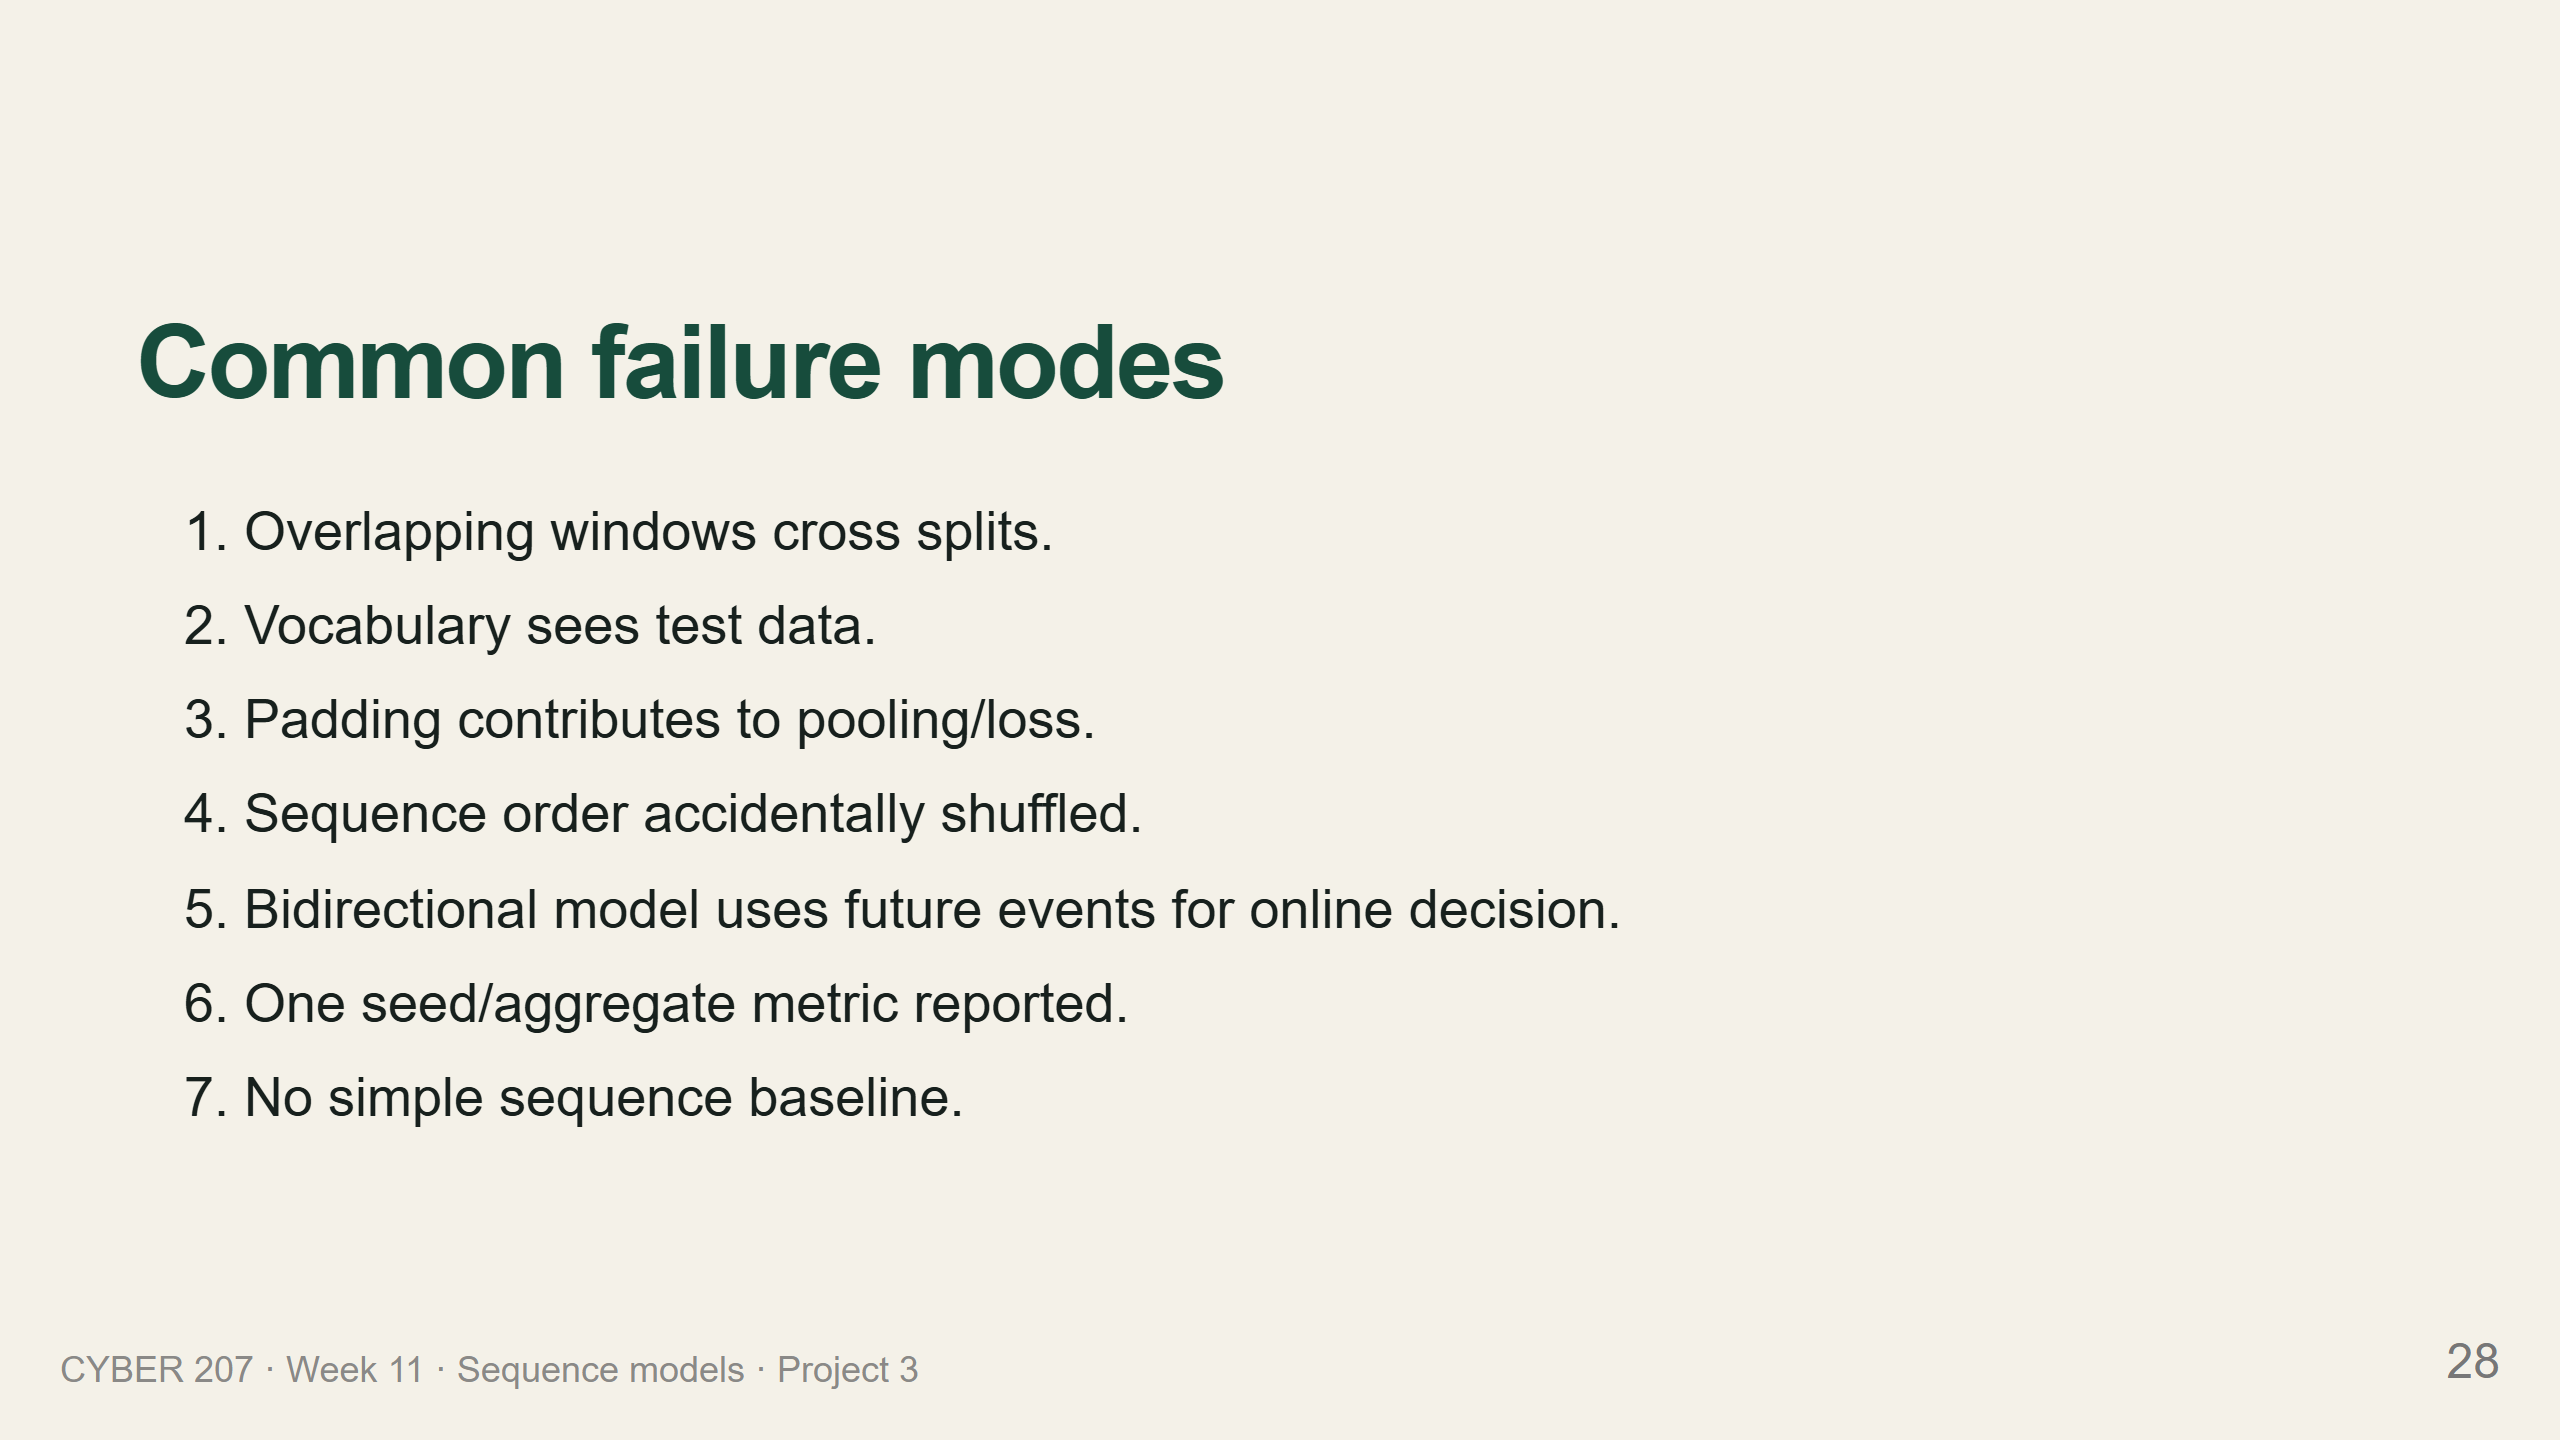 Common failure modes
1. Overlapping windows cross splits.
2. Vocabulary sees test data.
3. Padding contributes to pooling/loss.
4. Sequence order accidentally shuffled.
5. Bidirectional model uses future events for online decision.
6. One seed/aggregate metric reported.
7. No simple sequence baseline.
CYBER 207 · Week 11 · Sequence models · Project 3
28